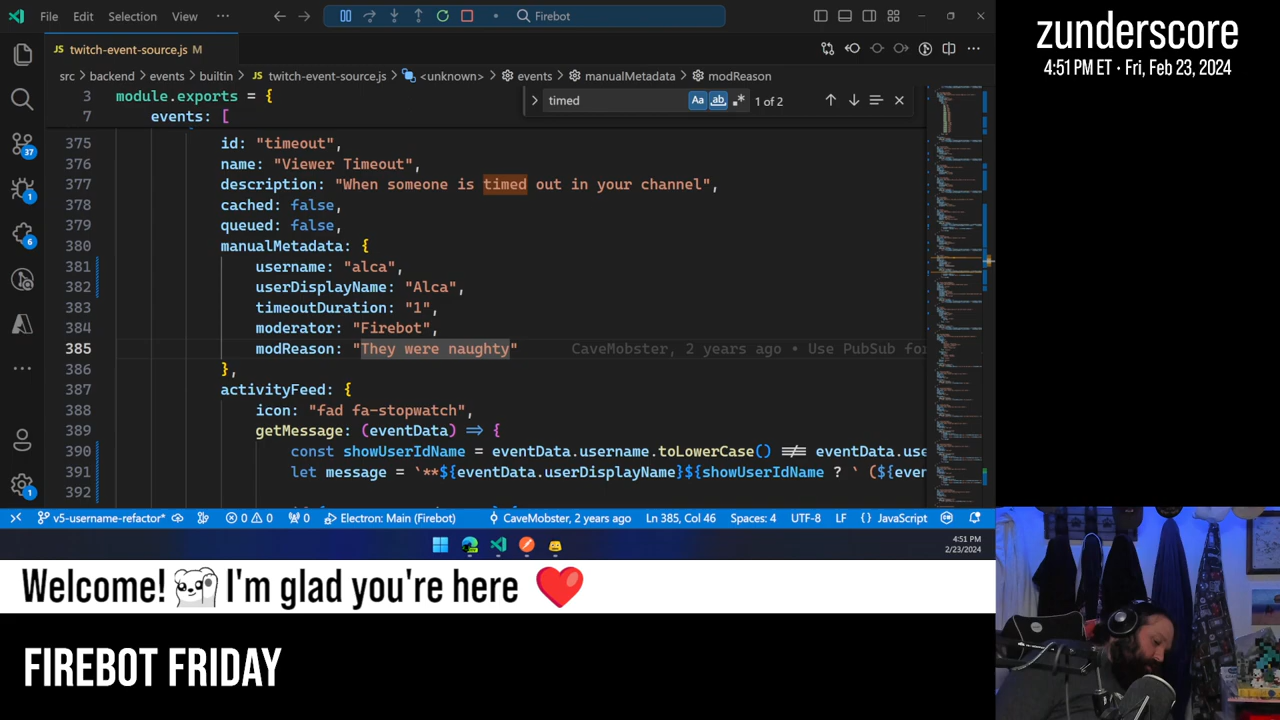 File Edit Selection View ··· Firebot
twitch-event-source.js M
src > backend > events > builtin > twitch-event-source.js > <unknown> > events > manualMetadata > modReason
timed Aa ab 1 of 2
3 module.exports = {
7 events: [
375 id: "timeout",
376 name: "Viewer Timeout",
377 description: "When someone is timed out in your channel",
378 cached: false,
379 queued: false,
380 manualMetadata: {
381 username: "alca",
382 userDisplayName: "Alca",
383 timeoutDuration: "1",
384 moderator: "Firebot",
385 modReason: "They were naughty" CaveMobster, 2 years ago • Use PubSub for
386 },
387 activityFeed: {
388 icon: "fad fa-stopwatch",
389 getMessage: (eventData) => {
390 const showUserIdName = eventData.username.toLowerCase() !== eventData.use
391 let message = `**${eventData.userDisplayName}${showUserIdName ? ` (${even
392
37
1
6
1
v5-username-refactor* 0 0 0 Electron: Main (Firebot) CaveMobster, 2 years ago Ln 385, Col 46 Spaces: 4 UTF-8 LF {} JavaScript
4:51 PM
2/23/2024
zunderscore
4:51 PM ET · Fri, Feb 23, 2024
Welcome! I'm glad you're here
FIREBOT FRIDAY